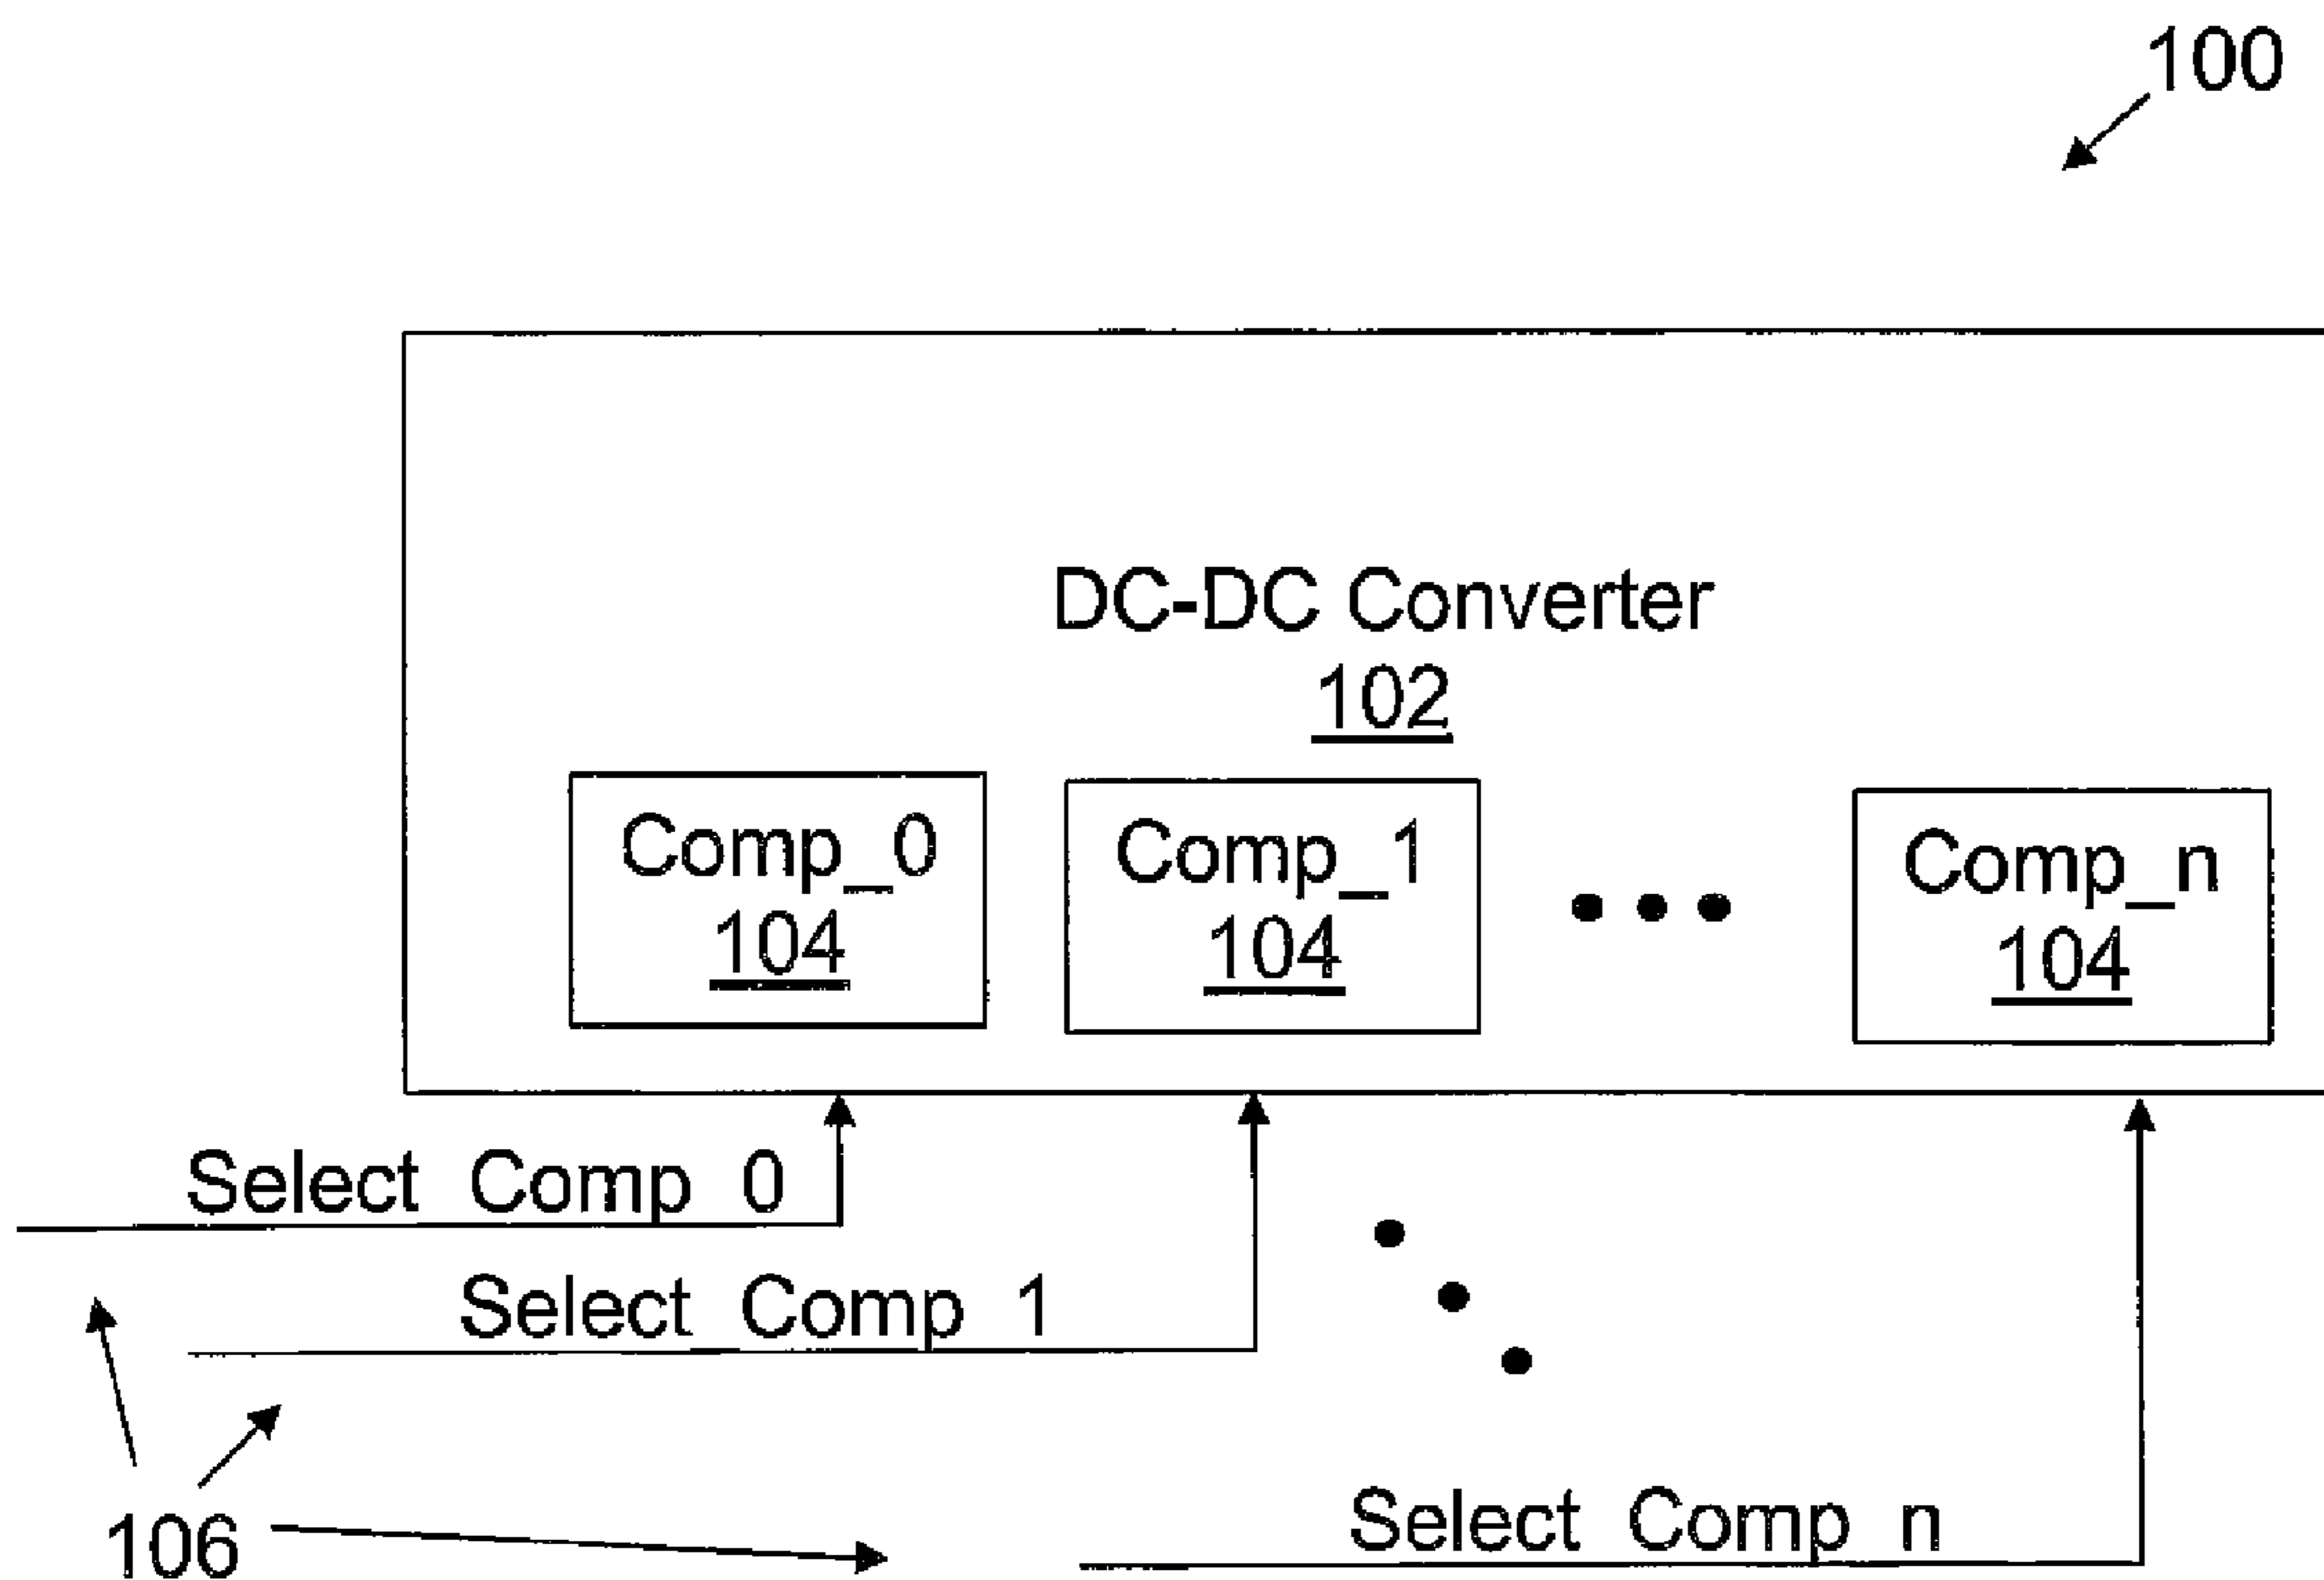 100
DC-DC Converter
102
Comp_0
104
Comp_1
104
Comp_n
104
Select Comp 0
Select Comp 1
Select Comp n
106